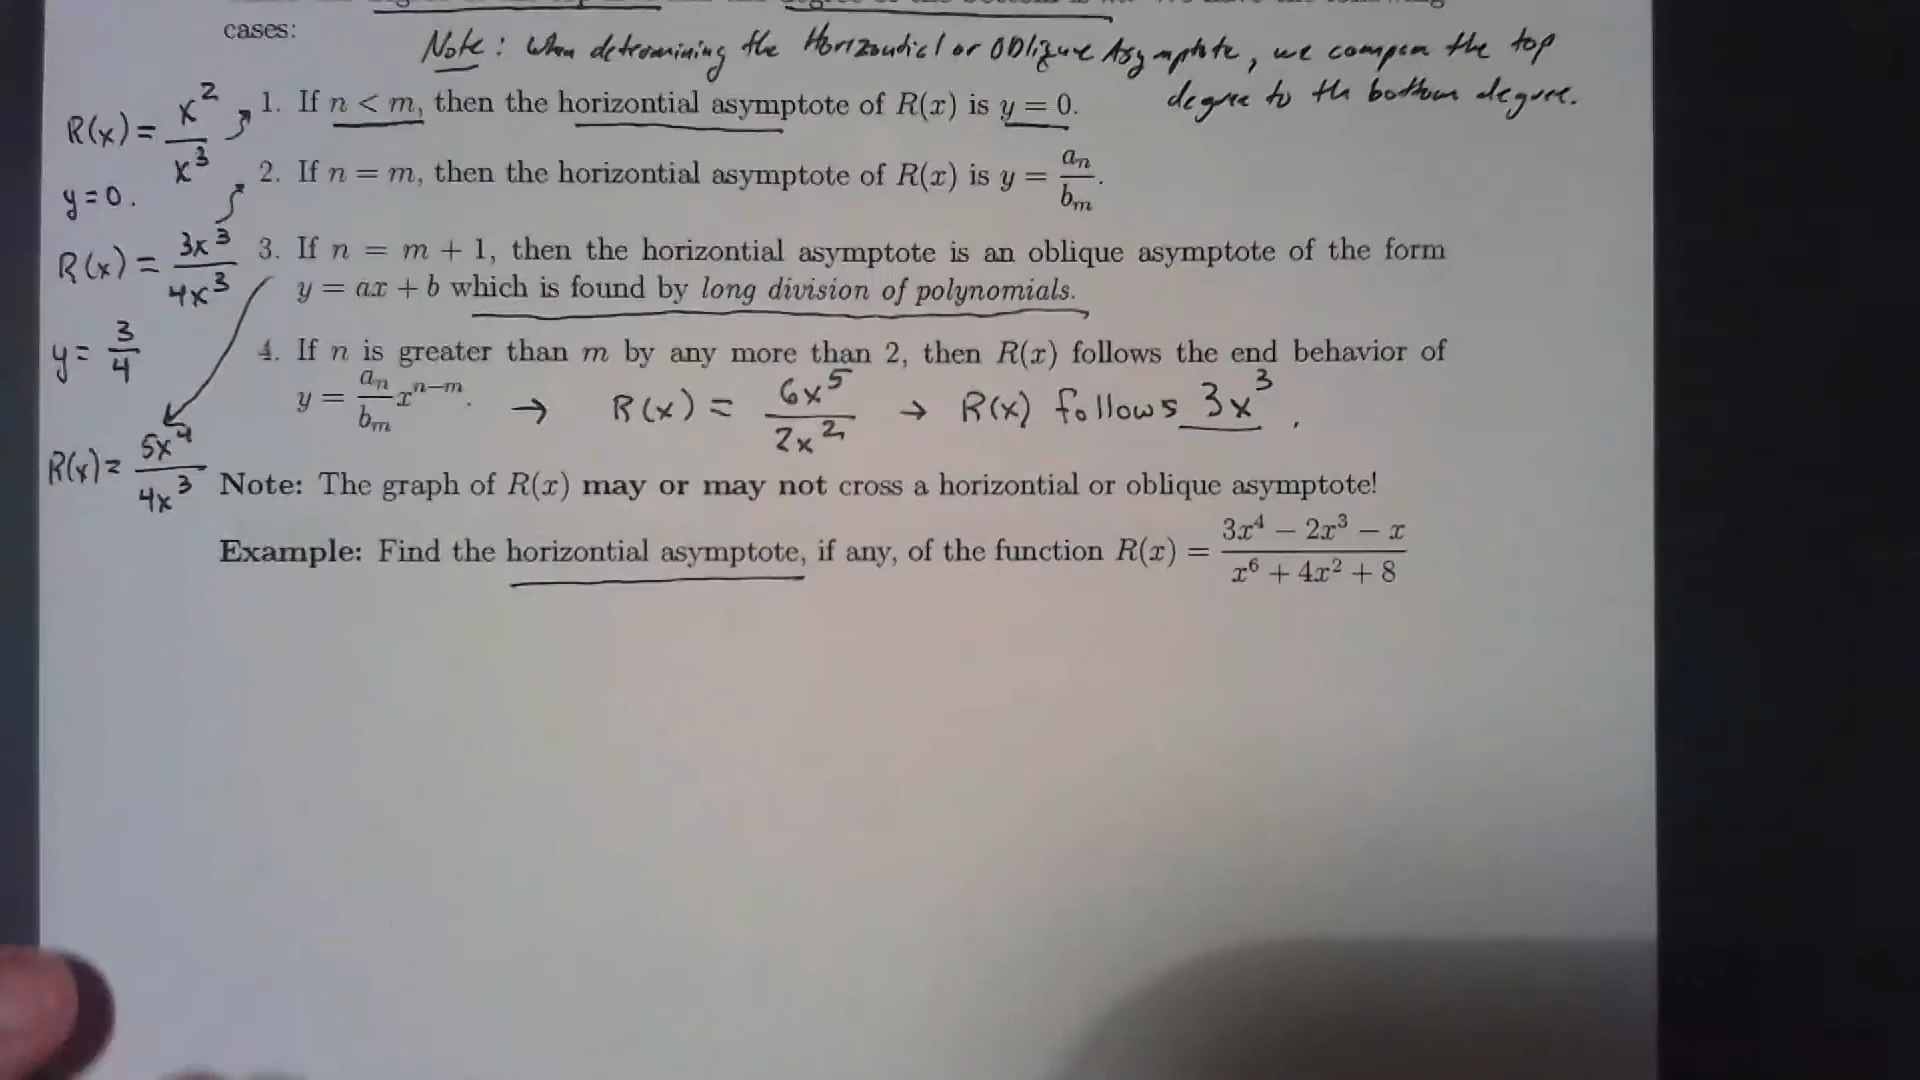 cases:
Note: When determining the Horizontial or Oblique Asymptote, we compare the top
degree to the bottom degree.
R(x) = x^2 / x^3
1. If n < m, then the horizontial asymptote of R(x) is y = 0.
y = 0.
2. If n = m, then the horizontial asymptote of R(x) is y = a_n / b_m.
R(x) = 3x^3 / 4x^3
3. If n = m + 1, then the horizontial asymptote is an oblique asymptote of the form
y = ax + b which is found by long division of polynomials.
y = 3/4
4. If n is greater than m by any more than 2, then R(x) follows the end behavior of
y = a_n / b_m x^{n-m}. → R(x) = 6x^5 / 2x^2 → R(x) follows 3x^3.
R(x) = 5x^4 / 4x^3
Note: The graph of R(x) may or may not cross a horizontial or oblique asymptote!
Example: Find the horizontial asymptote, if any, of the function R(x) = (3x^4 − 2x^3 − x) / (x^6 + 4x^2 + 8)